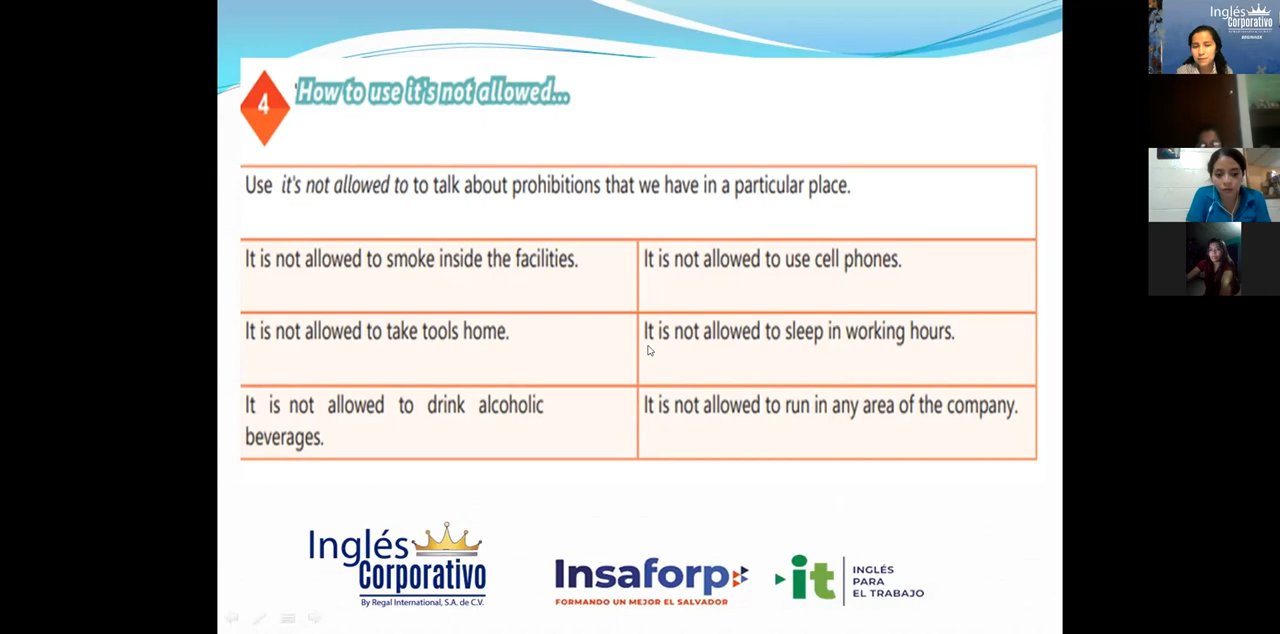 4
How to use it's not allowed...
Use it's not allowed to to talk about prohibitions that we have in a particular place.
It is not allowed to smoke inside the facilities.
It is not allowed to use cell phones.
It is not allowed to take tools home.
It is not allowed to sleep in working hours.
It is not allowed to drink alcoholic
beverages.
It is not allowed to run in any area of the company.
Inglés
Corporativo
By Regal International, S.A. de C.V.
Insaforp
FORMANDO UN MEJOR EL SALVADOR
it
INGLÉS
PARA
EL TRABAJO
Inglés
Corporativo
BEGINNER